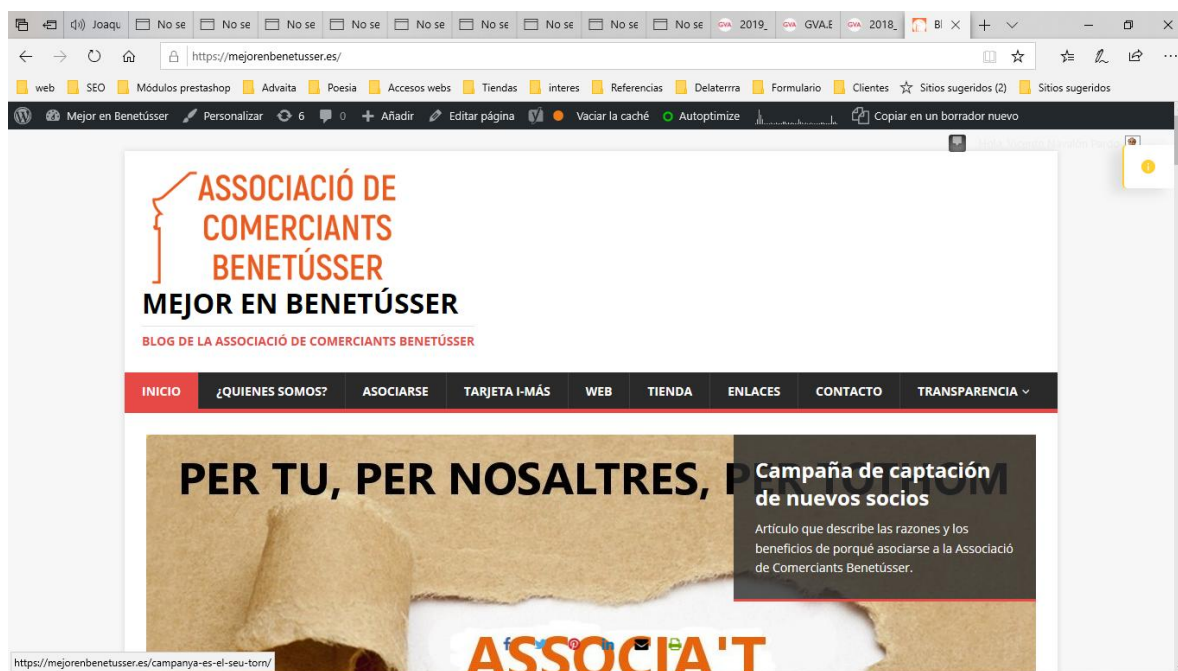 Joaqu No se No se No se No se No se No se No se No se No se 2019_ GVA.E 2018_ Bl
https://mejorenbenetusser.es/
web SEO Módulos prestashop Advaita Poesia Accesos webs Tiendas interes Referencias Delaterrra Formulario Clientes Sitios sugeridos (2) Sitios sugeridos
Mejor en Benetússer Personalizar 6 0 Añadir Editar página Vaciar la caché Autoptimize Copiar en un borrador nuevo
ASSOCIACIÓ DE
COMERCIANTS
BENETÚSSER
MEJOR EN BENETÚSSER
BLOG DE LA ASSOCIACIÓ DE COMERCIANTS BENETÚSSER
INICIO ¿QUIENES SOMOS? ASOCIARSE TARJETA I-MÁS WEB TIENDA ENLACES CONTACTO TRANSPARENCIA
PER TU, PER NOSALTRES, PER TOTHOM
Campaña de captación
de nuevos socios
Artículo que describe las razones y los
beneficios de porqué asociarse a la Associació
de Comerciants Benetússer.
ASSOCIA'T
https://mejorenbenetusser.es/campanya-es-el-seu-torn/